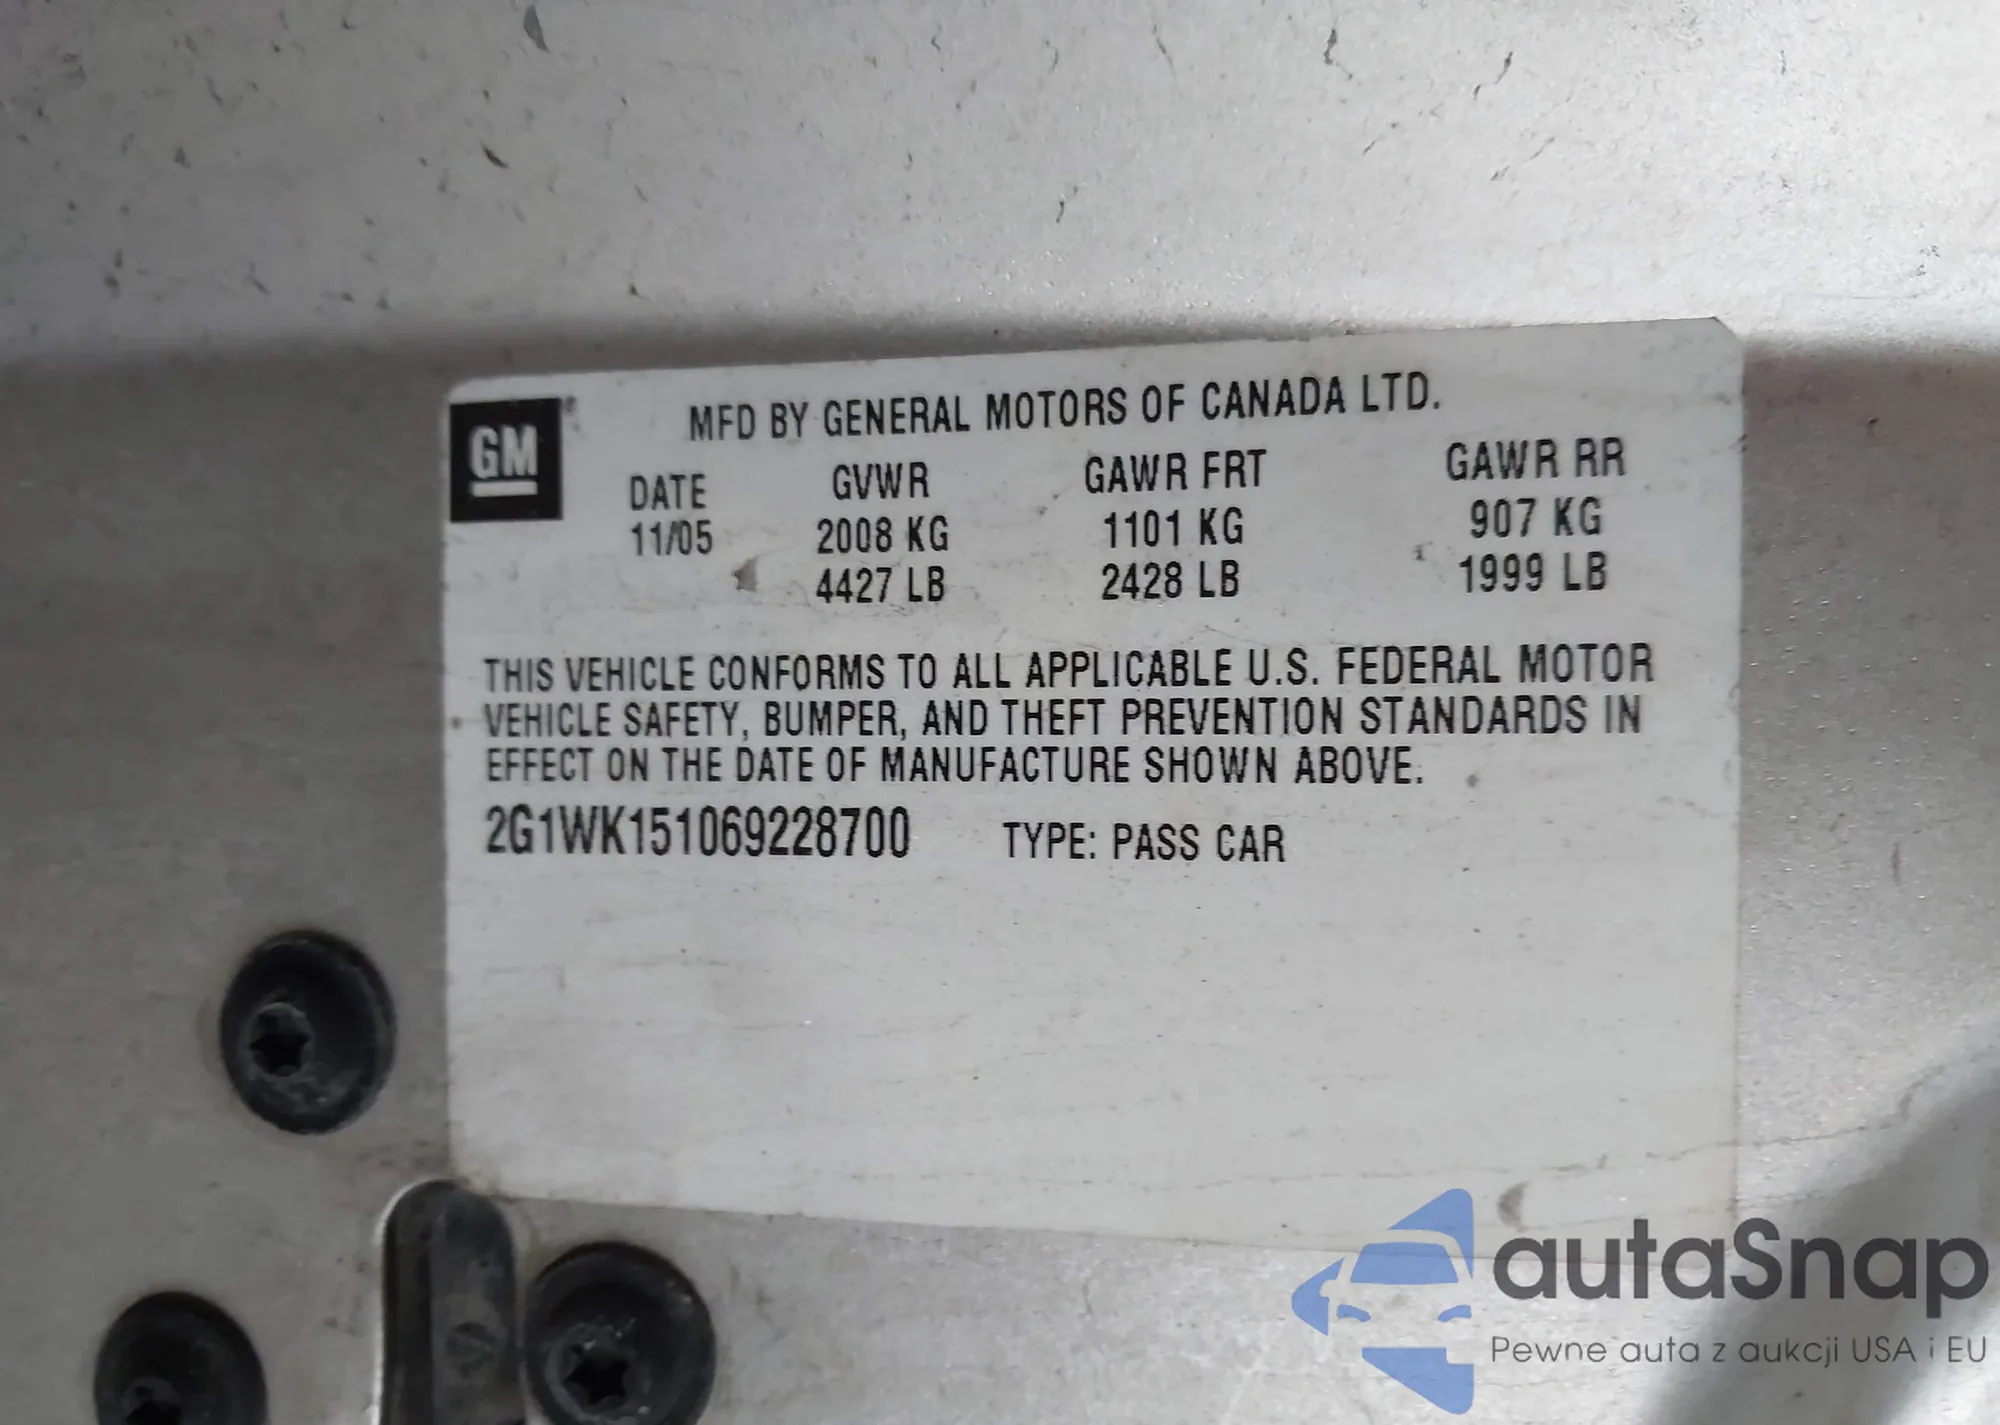 GM
MFD BY GENERAL MOTORS OF CANADA LTD.
DATE GVWR GAWR FRT GAWR RR
11/05 2008 KG 1101 KG 907 KG
4427 LB 2428 LB 1999 LB
THIS VEHICLE CONFORMS TO ALL APPLICABLE U.S. FEDERAL MOTOR
VEHICLE SAFETY, BUMPER, AND THEFT PREVENTION STANDARDS IN
EFFECT ON THE DATE OF MANUFACTURE SHOWN ABOVE.
2G1WK151069228700 TYPE: PASS CAR
autaSnap
Pewne auta z aukcji USA i EU